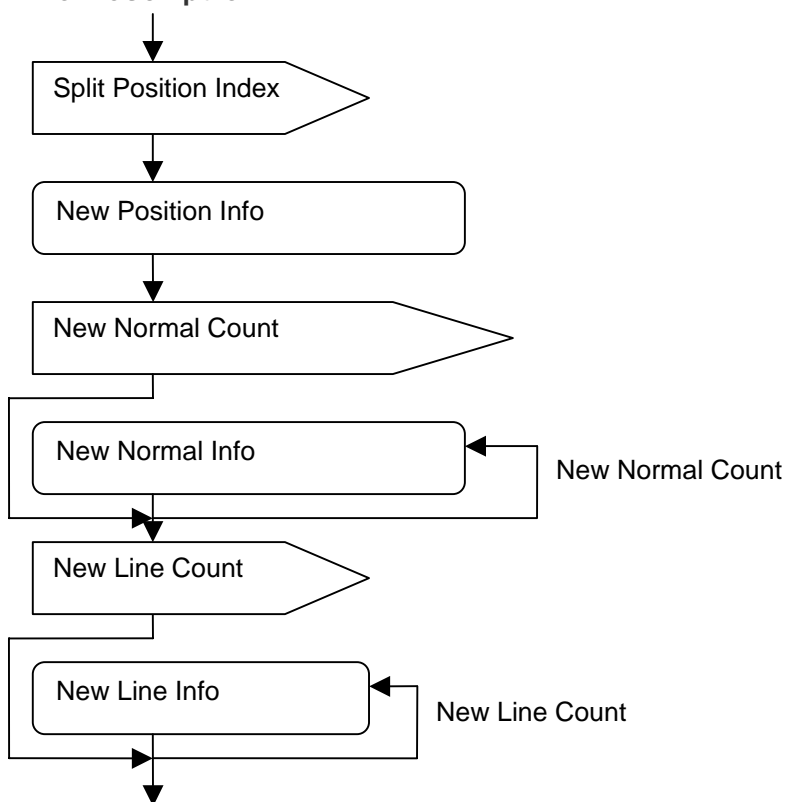 Split Position Index
New Position Info
New Normal Count
New Normal Info
New Normal Count
New Line Count
New Line Info
New Line Count